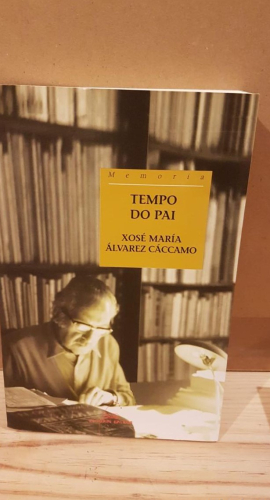 Memoria
TEMPO
DO PAI
XOSÉ MARÍA
ÁLVAREZ CÁCCAMO